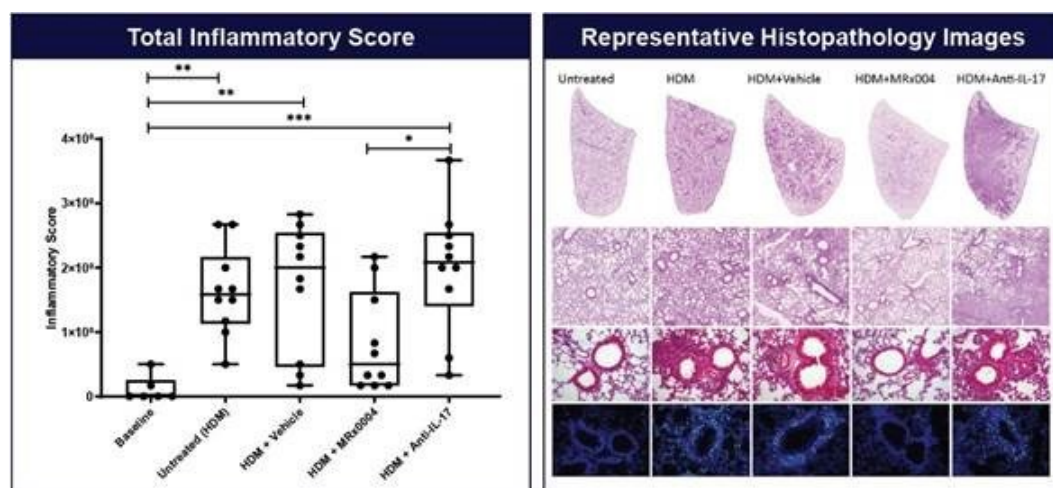 Total Inflammatory Score
**
**
***
*
4×10⁶
3×10⁶
2×10⁶
1×10⁶
0
Inflammatory Score
Baseline
Untreated (HDM)
HDM + Vehicle
HDM + MRx0004
HDM + Anti-IL-17
Representative Histopathology Images
Untreated HDM HDM+Vehicle HDM+MRx004 HDM+Anti-IL-17